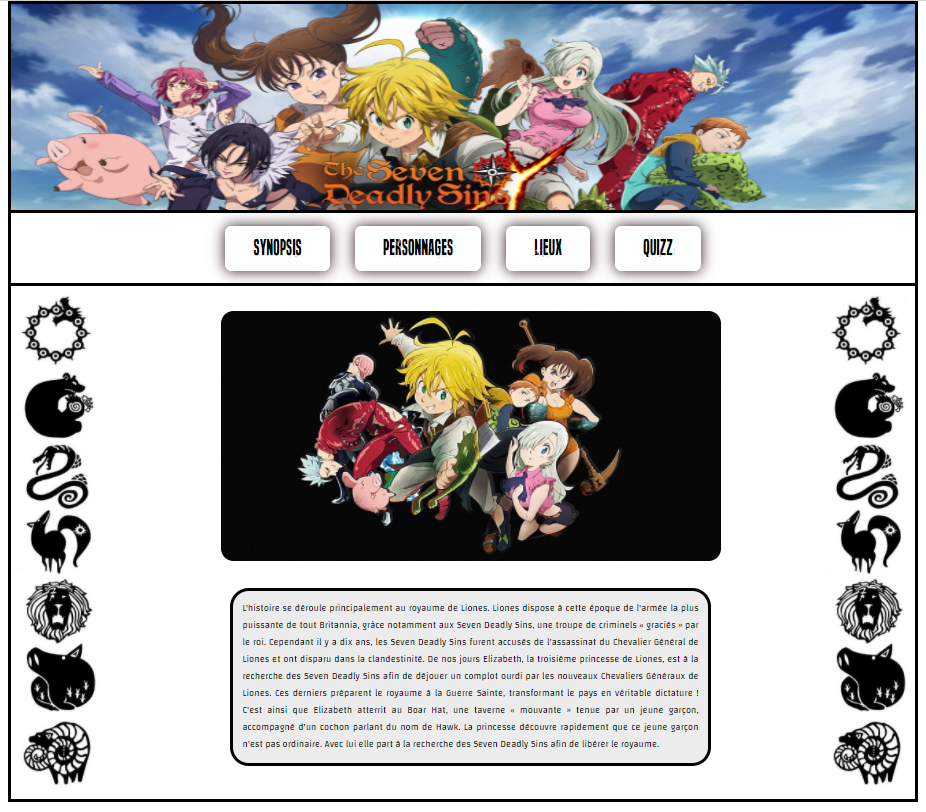 The Seven
Deadly Sins
SYNOPSIS
PERSONNAGES
LIEUX
QUIZZ
L'histoire se déroule principalement au royaume de Liones. Liones dispose à cette époque de l'armée la plus
puissante de tout Britannia, grâce notamment aux Seven Deadly Sins, une troupe de criminels « graciés » par
le roi. Cependant il y a dix ans, les Seven Deadly Sins furent accusés de l'assassinat du Chevalier Général de
Liones et ont disparu dans la clandestinité. De nos jours Elizabeth, la troisième princesse de Liones, est à la
recherche des Seven Deadly Sins afin de déjouer un complot ourdi par les nouveaux Chevaliers Généraux de
Liones. Ces derniers préparent le royaume à la Guerre Sainte, transformant le pays en véritable dictature !
C'est ainsi que Elizabeth atterrit au Boar Hat, une taverne « mouvante » tenue par un jeune garçon,
accompagné d'un cochon parlant du nom de Hawk. La princesse découvre rapidement que ce jeune garçon
n'est pas ordinaire. Avec lui elle part à la recherche des Seven Deadly Sins afin de libérer le royaume.